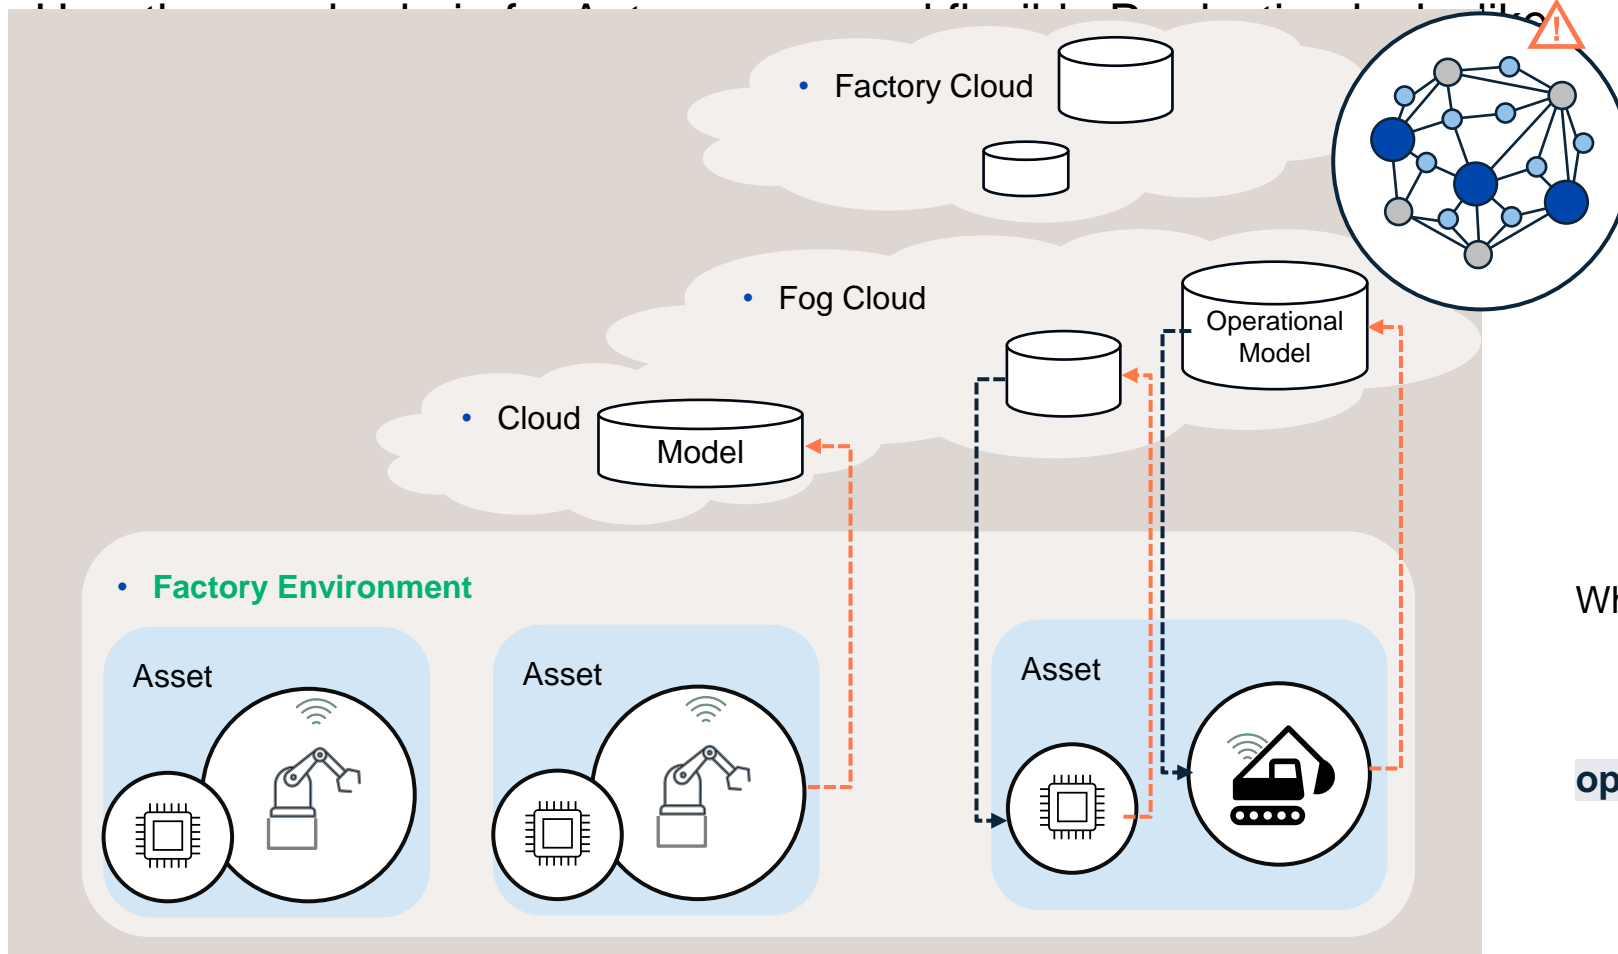 • Factory Cloud
• Fog Cloud
Operational
Model
• Cloud
Model
• Factory Environment
Asset
Asset
Asset
!